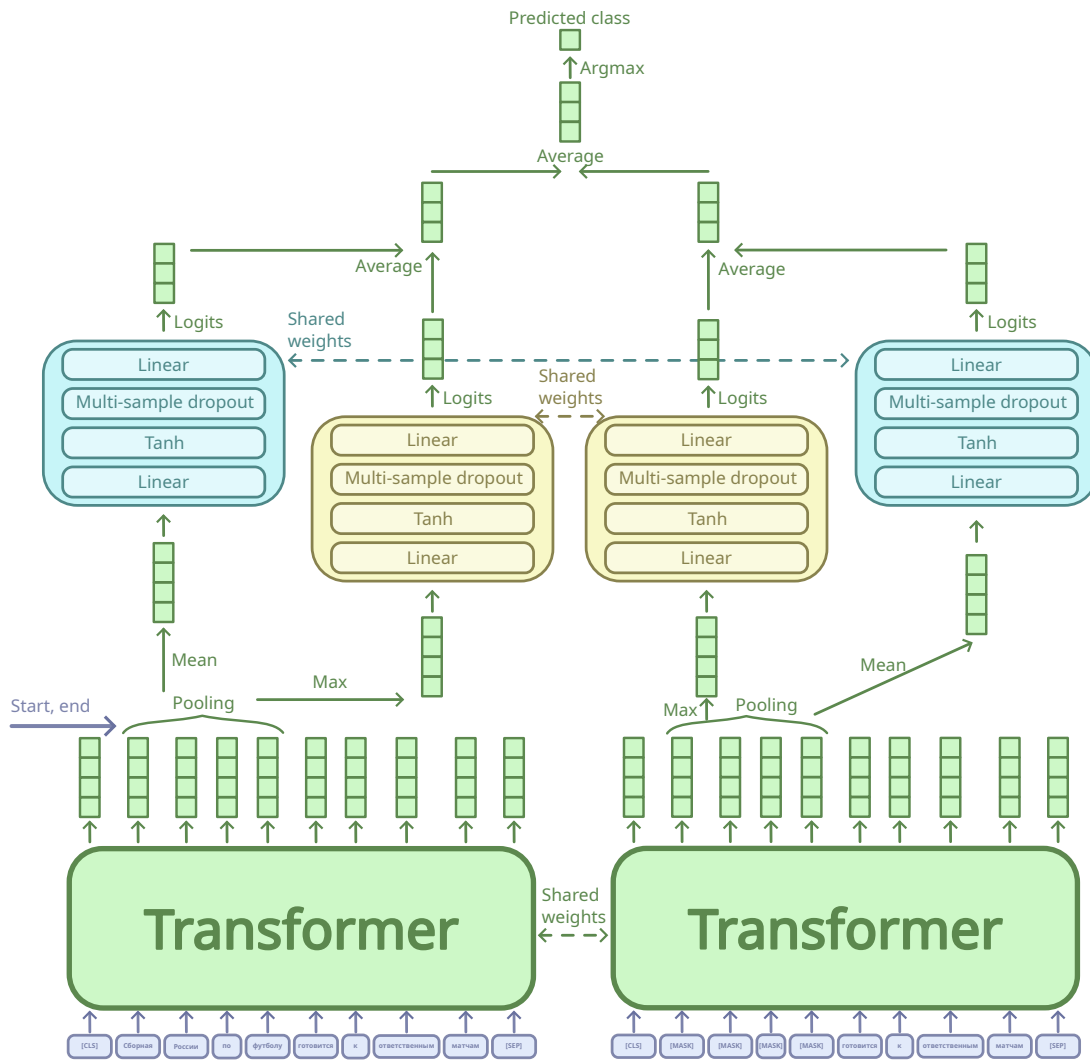 Predicted class
Argmax
Average
Average
Average
Logits
Logits
Shared
weights
Shared
weights
Logits
Logits
Linear
Multi-sample dropout
Tanh
Linear
Linear
Multi-sample dropout
Tanh
Linear
Linear
Multi-sample dropout
Tanh
Linear
Linear
Multi-sample dropout
Tanh
Linear
Mean
Max
Pooling
Start, end
Mean
Max
Pooling
Transformer
Shared
weights
Transformer
[CLS] Сборная России по футболу готовится к ответственным матчам [SEP]
[CLS] [MASK] [MASK] [MASK] [MASK] готовится к ответственным матчам [SEP]